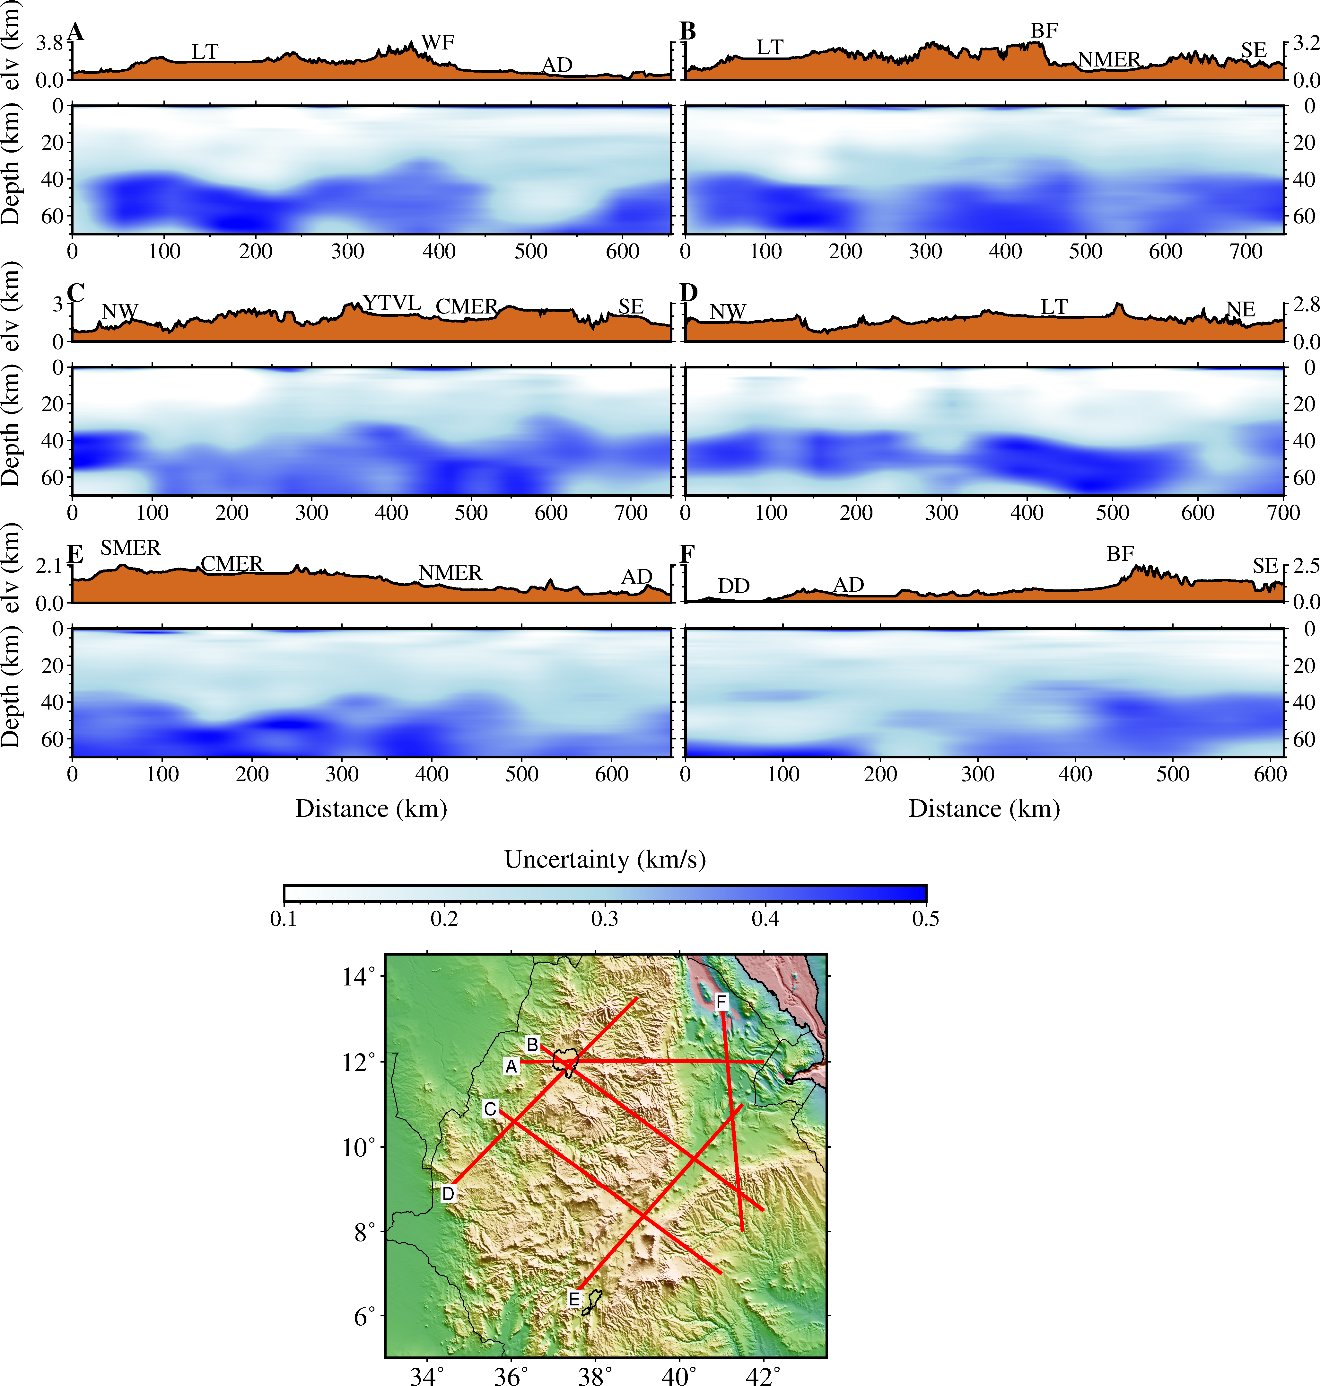 A
elv (km)
3.8
0.0
LT
WF
AD
Depth (km)
0
20
40
60
0 100 200 300 400 500 600
B
LT
BF
NMER
SE
3.2
0.0
0
20
40
60
0 100 200 300 400 500 600 700
C
elv (km)
3
0
NW
YTVL
CMER
SE
Depth (km)
0
20
40
60
0 100 200 300 400 500 600 700
D
NW
LT
NE
2.8
0.0
0
20
40
60
0 100 200 300 400 500 600 700
E
elv (km)
2.1
0.0
SMER
CMER
NMER
AD
Depth (km)
0
20
40
60
0 100 200 300 400 500 600
Distance (km)
F
DD
AD
BF
SE
2.5
0.0
0
20
40
60
0 100 200 300 400 500 600
Distance (km)
Uncertainty (km/s)
0.1 0.2 0.3 0.4 0.5
14˚
12˚
10˚
8˚
6˚
F
B
A
C
D
E
34˚ 36˚ 38˚ 40˚ 42˚